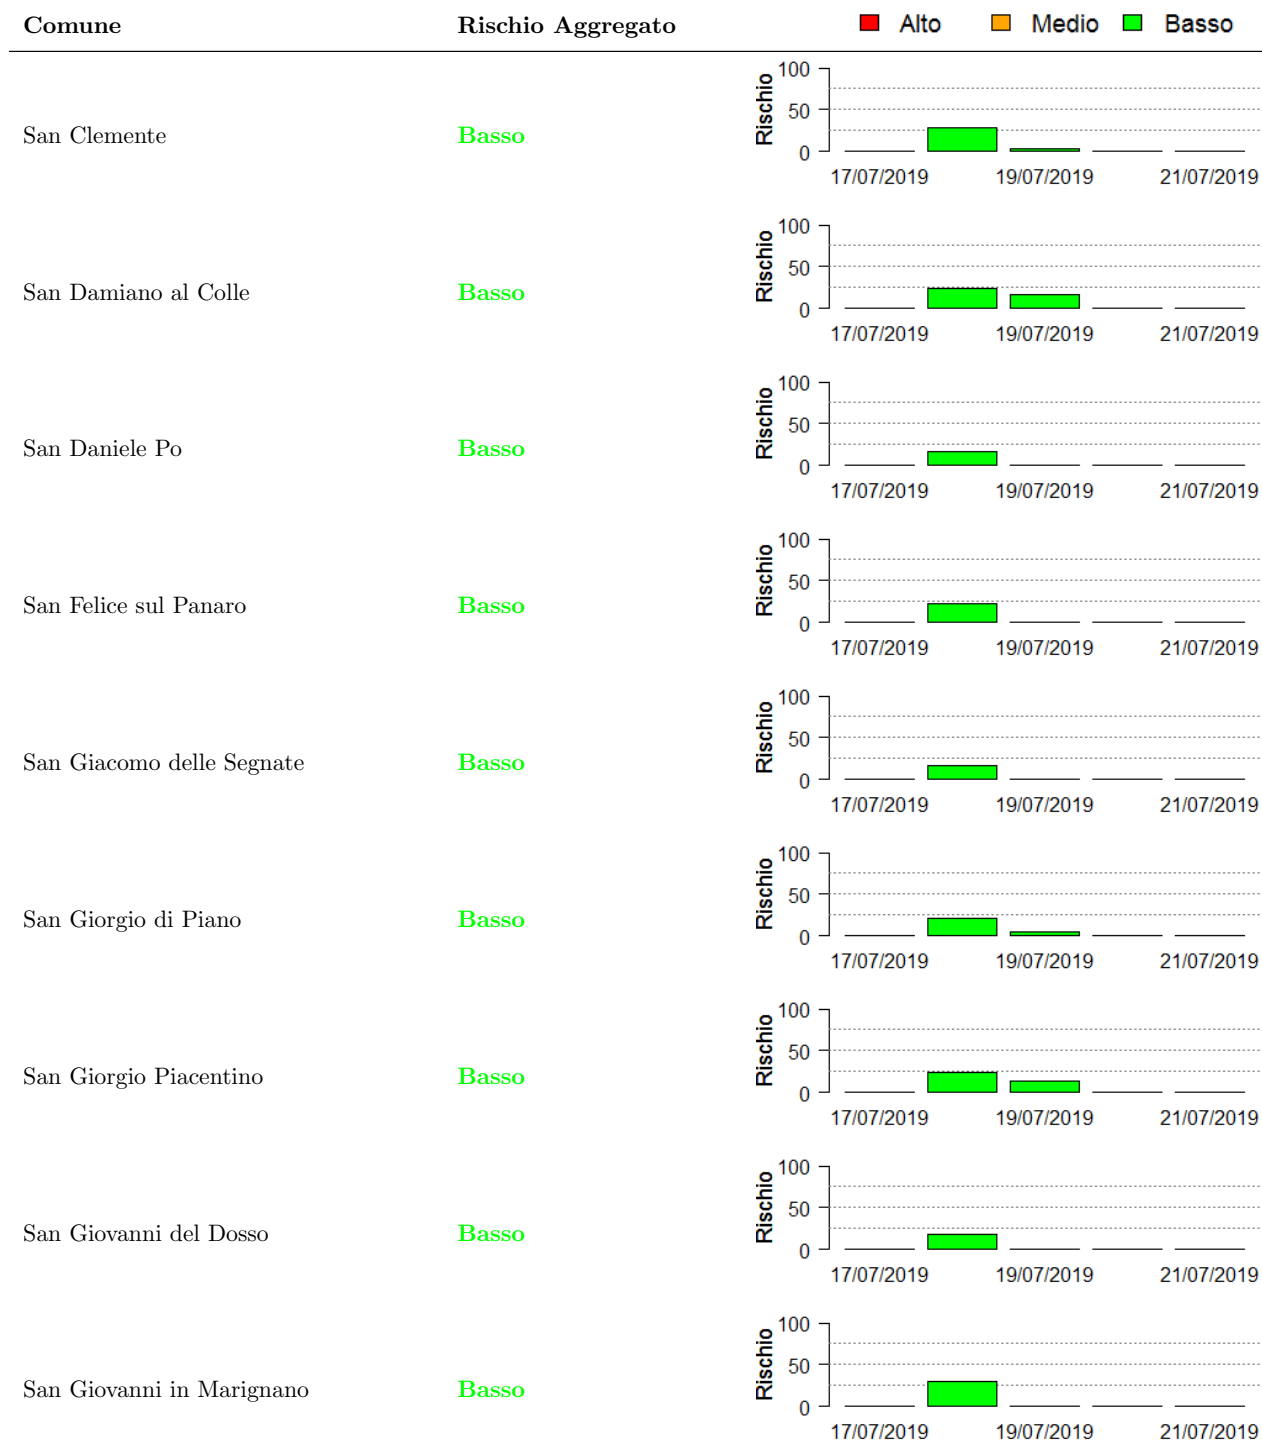 Comune Rischio Aggregato Alto Medio Basso
San Clemente Basso Rischio 100 50 0
17/07/2019 19/07/2019 21/07/2019
San Damiano al Colle Basso Rischio 100 50 0
17/07/2019 19/07/2019 21/07/2019
San Daniele Po Basso Rischio 100 50 0
17/07/2019 19/07/2019 21/07/2019
San Felice sul Panaro Basso Rischio 100 50 0
17/07/2019 19/07/2019 21/07/2019
San Giacomo delle Segnate Basso Rischio 100 50 0
17/07/2019 19/07/2019 21/07/2019
San Giorgio di Piano Basso Rischio 100 50 0
17/07/2019 19/07/2019 21/07/2019
San Giorgio Piacentino Basso Rischio 100 50 0
17/07/2019 19/07/2019 21/07/2019
San Giovanni del Dosso Basso Rischio 100 50 0
17/07/2019 19/07/2019 21/07/2019
San Giovanni in Marignano Basso Rischio 100 50 0
17/07/2019 19/07/2019 21/07/2019